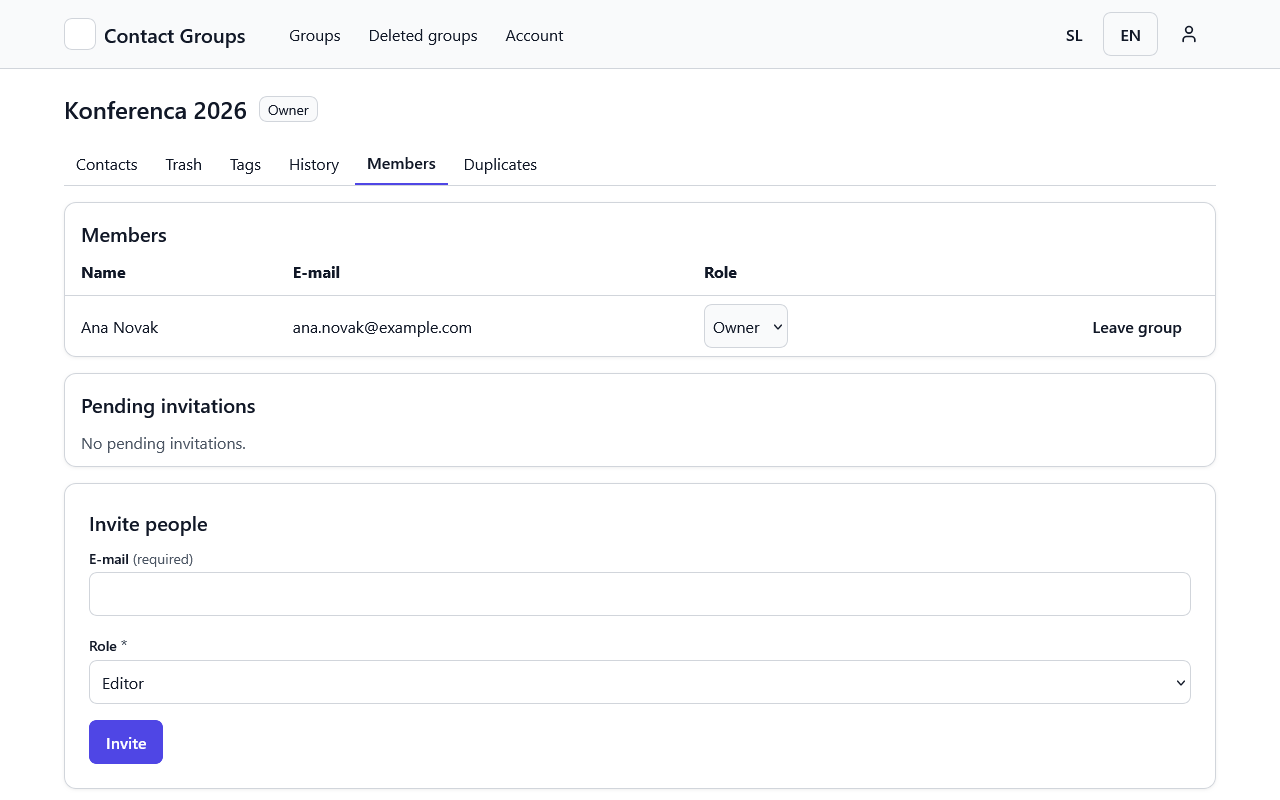 Contact Groups Groups Deleted groups Account SL EN
Konferenca 2026 Owner
Contacts Trash Tags History Members Duplicates
Members
Name E-mail Role
Ana Novak ana.novak@example.com Owner Leave group
Pending invitations
No pending invitations.
Invite people
E-mail (required)
Role *
Editor
Invite